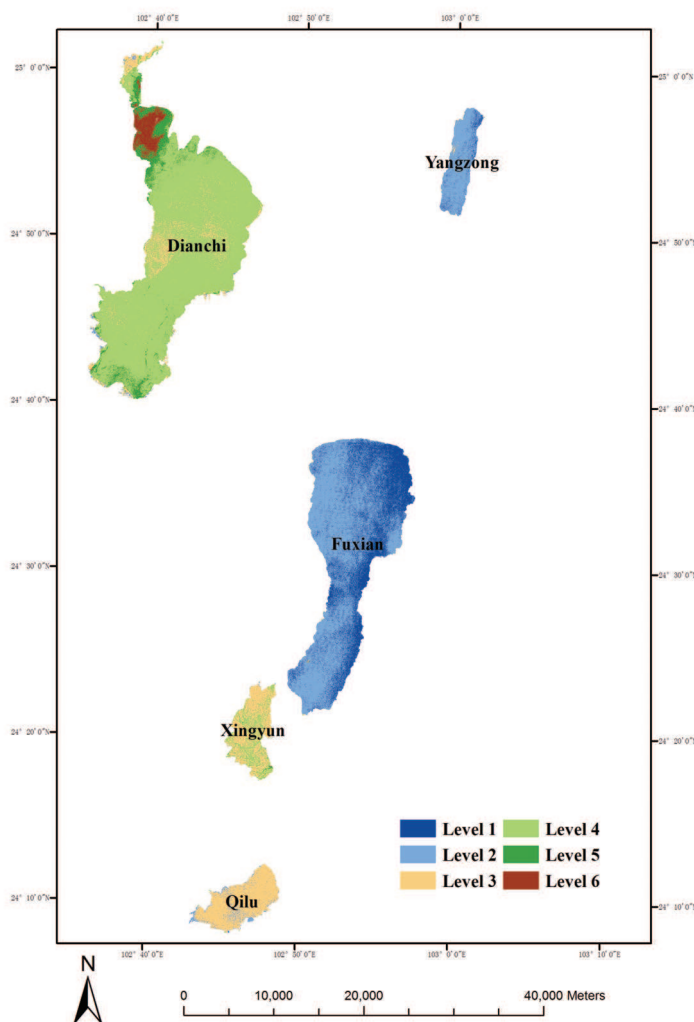 102° 40′0″E 102° 50′0″E 103° 0′0″E
25° 0′0″N 25° 0′0″N
Yangzong
24° 50′0″N Dianchi 24° 50′0″N
24° 40′0″N 24° 40′0″N
Fuxian
24° 30′0″N 24° 30′0″N
Xingyun
24° 20′0″N 24° 20′0″N
Level 1 Level 4
Level 2 Level 5
Level 3 Level 6
24° 10′0″N Qilu 24° 10′0″N
102° 40′0″E 102° 50′0″E 103° 0′0″E 103° 10′0″E
N
0 10,000 20,000 40,000 Meters